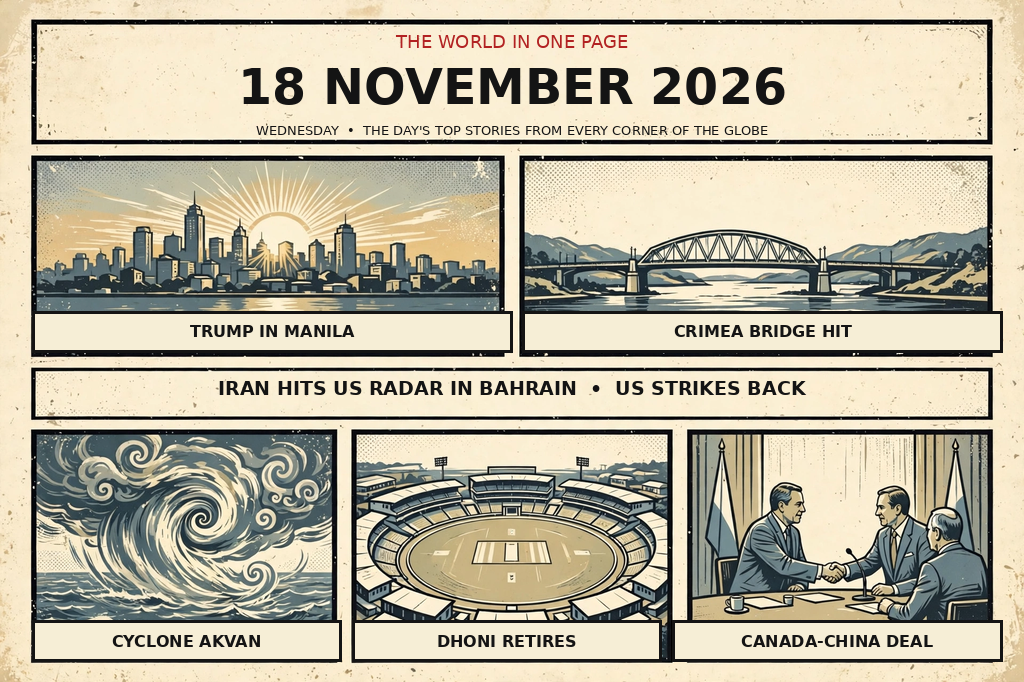 THE WORLD IN ONE PAGE
18 NOVEMBER 2026
WEDNESDAY • THE DAY'S TOP STORIES FROM EVERY CORNER OF THE GLOBE
TRUMP IN MANILA
CRIMEA BRIDGE HIT
IRAN HITS US RADAR IN BAHRAIN • US STRIKES BACK
CYCLONE AKVAN
DHONI RETIRES
CANADA-CHINA DEAL